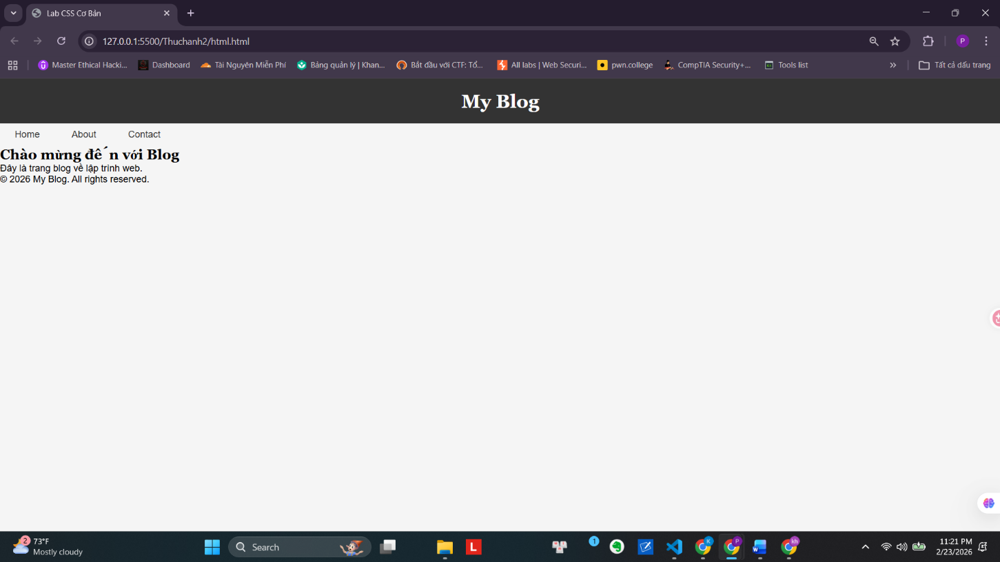 Lab CSS Cơ Bản
127.0.0.1:5500/Thuchanh2/html.html
P
Master Ethical Hacki...
Dashboard
Tài Nguyên Miễn Phí
Bảng quản lý | Khan...
Bắt đầu với CTF: Tổ...
All labs | Web Securi...
pwn.college
CompTIA Security+...
Tools list
»
Tất cả dấu trang
My Blog
Home
About
Contact
Chào mừng đến với Blog
Đây là trang blog về lập trình web.
© 2026 My Blog. All rights reserved.
2
73°F
Mostly cloudy
Search
L
1
K
P
W
kh
11:21 PM
2/23/2026